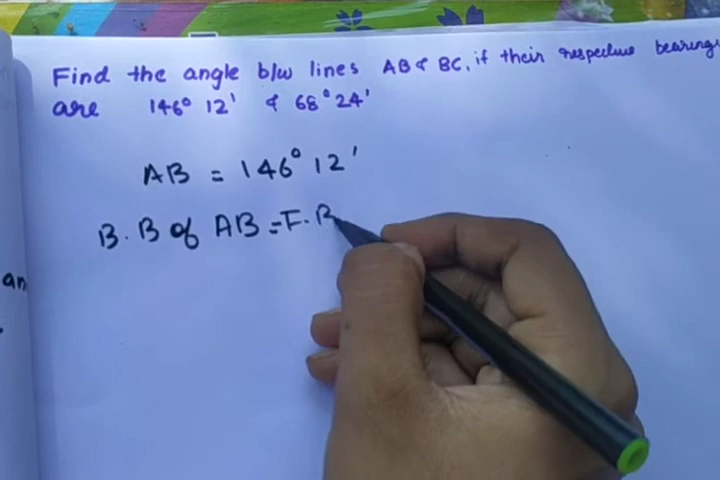 Find the angle b/w lines AB & BC, if their respective bearings
are 146° 12' & 68° 24'
AB = 146° 12'
B.B of AB = F.B
an